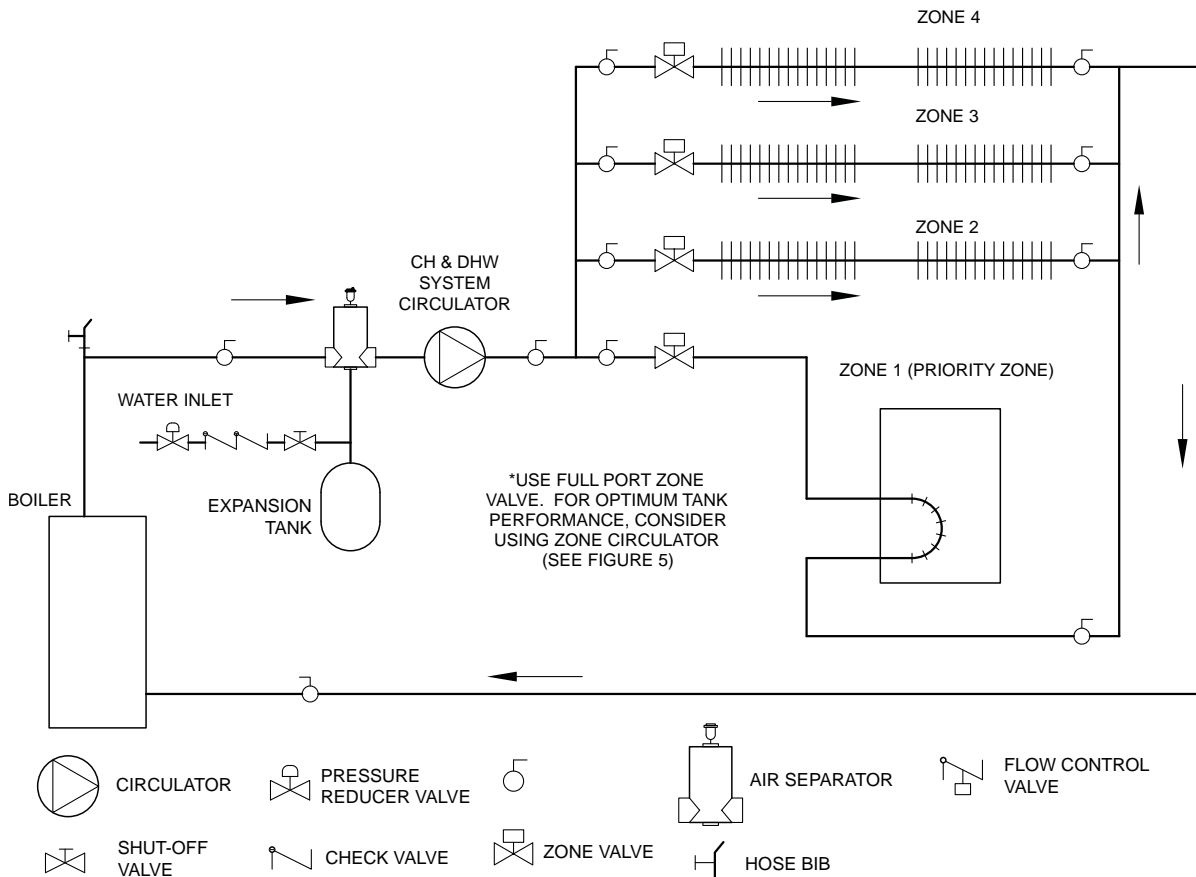 ZONE 4
ZONE 3
ZONE 2
CH & DHW
SYSTEM
CIRCULATOR
ZONE 1 (PRIORITY ZONE)
WATER INLET
BOILER
EXPANSION
TANK
*USE FULL PORT ZONE
VALVE. FOR OPTIMUM TANK
PERFORMANCE, CONSIDER
USING ZONE CIRCULATOR
(SEE FIGURE 5)
CIRCULATOR
PRESSURE
REDUCER VALVE
AIR SEPARATOR
FLOW CONTROL
VALVE
SHUT-OFF
VALVE
CHECK VALVE
ZONE VALVE
HOSE BIB